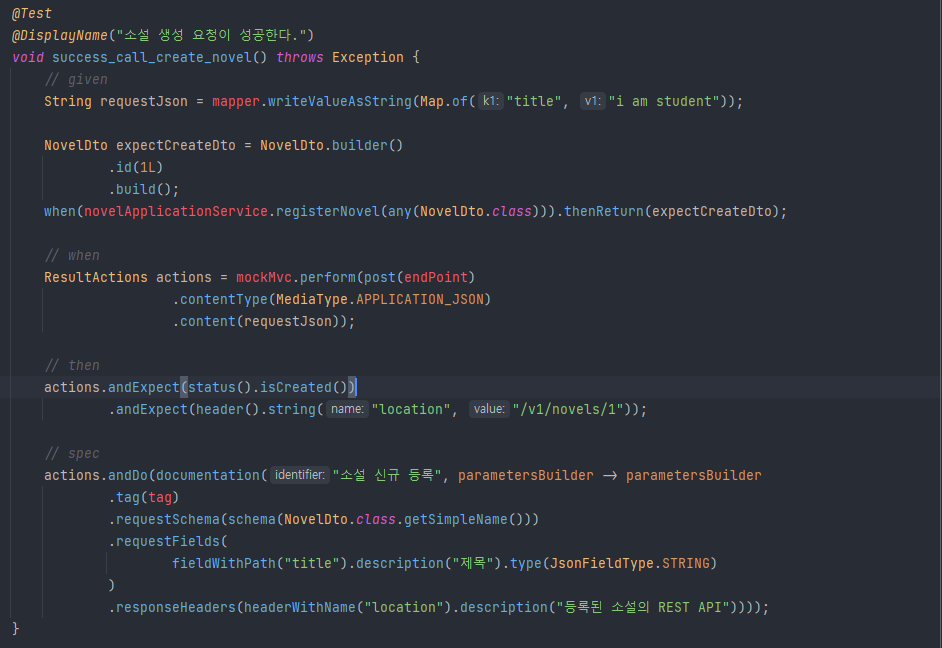 @Test
@DisplayName("소설 생성 요청이 성공한다.")
void success_call_create_novel() throws Exception {
// given
String requestJson = mapper.writeValueAsString(Map.of( k1: "title", v1: "i am student"));
NovelDto expectCreateDto = NovelDto.builder()
.id(1L)
.build();
when(novelApplicationService.registerNovel(any(NovelDto.class))).thenReturn(expectCreateDto);
// when
ResultActions actions = mockMvc.perform(post(endPoint)
.contentType(MediaType.APPLICATION_JSON)
.content(requestJson));
// then
actions.andExpect(status().isCreated())
.andExpect(header().string( name: "location", value: "/v1/novels/1"));
// spec
actions.andDo(documentation( identifier: "소설 신규 등록", parametersBuilder -> parametersBuilder
.tag(tag)
.requestSchema(schema(NovelDto.class.getSimpleName()))
.requestFields(
fieldWithPath("title").description("제목").type(JsonFieldType.STRING)
)
.responseHeaders(headerWithName("location").description("등록된 소설의 REST API"))));
}